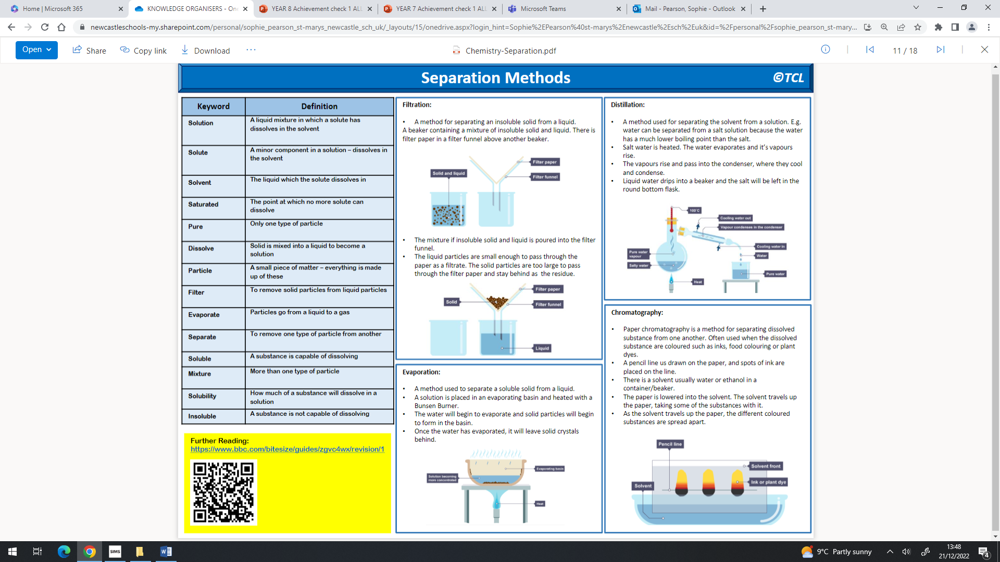 Home | Microsoft 365
KNOWLEDGE ORGANISERS - On
YEAR 8 Achievement check 1 ALL
YEAR 7 Achievement check 1 ALL
Microsoft Teams
Mail - Pearson, Sophie - Outlook
newcastleschools-my.sharepoint.com/personal/sophie_pearson_st-marys_newcastle_sch_uk/_layouts/15/onedrive.aspx?login_hint=Sophie%2EPearson%40st-marys%2Enewcastle%2Esch%2Euk&id=%2Fpersonal%2Fsophie_pearson_st-mary...
Open
Share
Copy link
Download
Chemistry-Separation.pdf
11 / 18
Separation Methods
©TCL
Keyword Definition
Solution
A liquid mixture in which a solute has
dissolves in the solvent
Solute
A minor component in a solution – dissolves in
the solvent
Solvent
The liquid which the solute dissolves in
Saturated
The point at which no more solute can
dissolve
Pure
Only one type of particle
Dissolve
Solid is mixed into a liquid to become a
solution
Particle
A small piece of matter – everything is made
up of these
Filter
To remove solid particles from liquid particles
Evaporate
Particles go from a liquid to a gas
Separate
To remove one type of particle from another
Soluble
A substance is capable of dissolving
Mixture
More than one type of particle
Solubility
How much of a substance will dissolve in a
solution
Insoluble
A substance is not capable of dissolving
Further Reading:
https://www.bbc.com/bitesize/guides/zgvc4wx/revision/1
Filtration:
• A method for separating an insoluble solid from a liquid.
A beaker containing a mixture of insoluble solid and liquid. There is
filter paper in a filter funnel above another beaker.
Filter paper
Solid and liquid
Filter funnel
• The mixture if insoluble solid and liquid is poured into the filter
funnel.
• The liquid particles are small enough to pass through the
paper as a filtrate. The solid particles are too large to pass
through the filter paper and stay behind as the residue.
Filter paper
Solid
Filter funnel
Liquid
Evaporation:
• A method used to separate a soluble solid from a liquid.
• A solution is placed in an evaporating basin and heated with a
Bunsen Burner.
• The water will begin to evaporate and solid particles will begin
to form in the basin.
• Once the water has evaporated, it will leave solid crystals
behind.
Evaporating basin
Solution becoming
more concentrated
Heat
Distillation:
• A method used for separating the solvent from a solution. E.g.
water can be separated from a salt solution because the water
has a much lower boiling point than the salt.
• Salt water is heated. The water evaporates and it's vapours
rise.
• The vapours rise and pass into the condenser, where they cool
and condense.
• Liquid water drips into a beaker and the salt will be left in the
round bottom flask.
100°C
Cooling water out
Vapour condenses in the condenser
Cooling water in
Pure water
vapour
Water
Salty water
Pure water
Heat
Chromatography:
• Paper chromatography is a method for separating dissolved
substance from one another. Often used when the dissolved
substance are coloured such as inks, food colouring or plant
dyes.
• A pencil line us drawn on the paper, and spots of ink are
placed on the line.
• There is a solvent usually water or ethanol in a
container/beaker.
• The paper is lowered into the solvent. The solvent travels up
the paper, taking some of the substances with it.
• As the solvent travels up the paper, the different coloured
substances are spread apart.
Pencil line
Solvent front
Ink or plant dye
Solvent
SIMS
9°C Partly sunny
13:48
21/12/2022
4